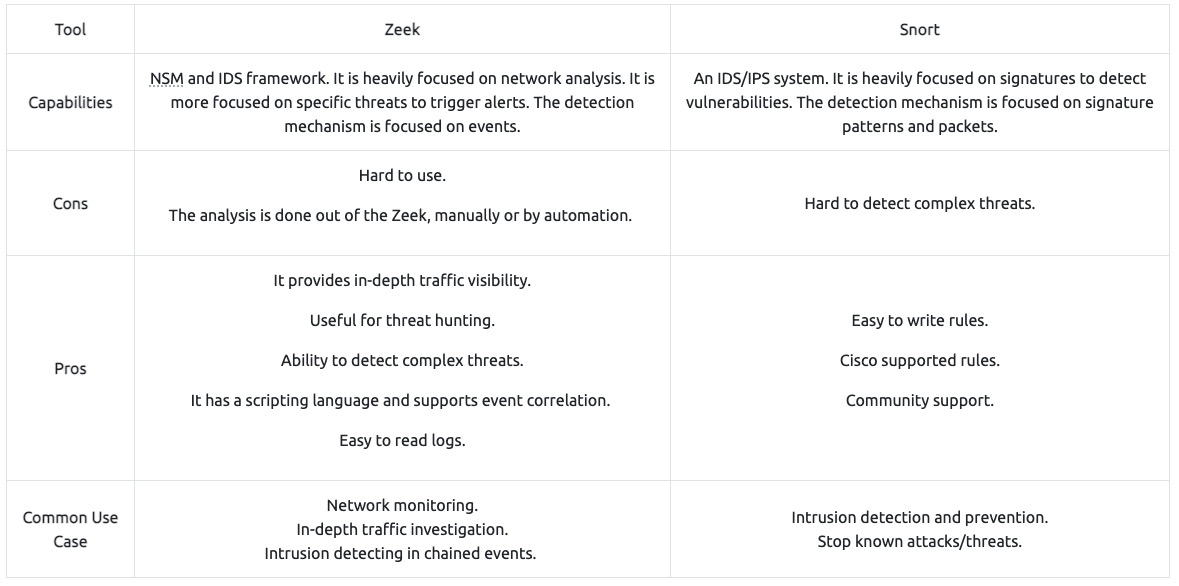 Tool
Zeek
Snort
Capabilities
NSM and IDS framework. It is heavily focused on network analysis. It is
more focused on specific threats to trigger alerts. The detection
mechanism is focused on events.
An IDS/IPS system. It is heavily focused on signatures to detect
vulnerabilities. The detection mechanism is focused on signature
patterns and packets.
Cons
Hard to use.
The analysis is done out of the Zeek, manually or by automation.
Hard to detect complex threats.
Pros
It provides in-depth traffic visibility.
Useful for threat hunting.
Ability to detect complex threats.
It has a scripting language and supports event correlation.
Easy to read logs.
Easy to write rules.
Cisco supported rules.
Community support.
Common Use
Case
Network monitoring.
In-depth traffic investigation.
Intrusion detecting in chained events.
Intrusion detection and prevention.
Stop known attacks/threats.